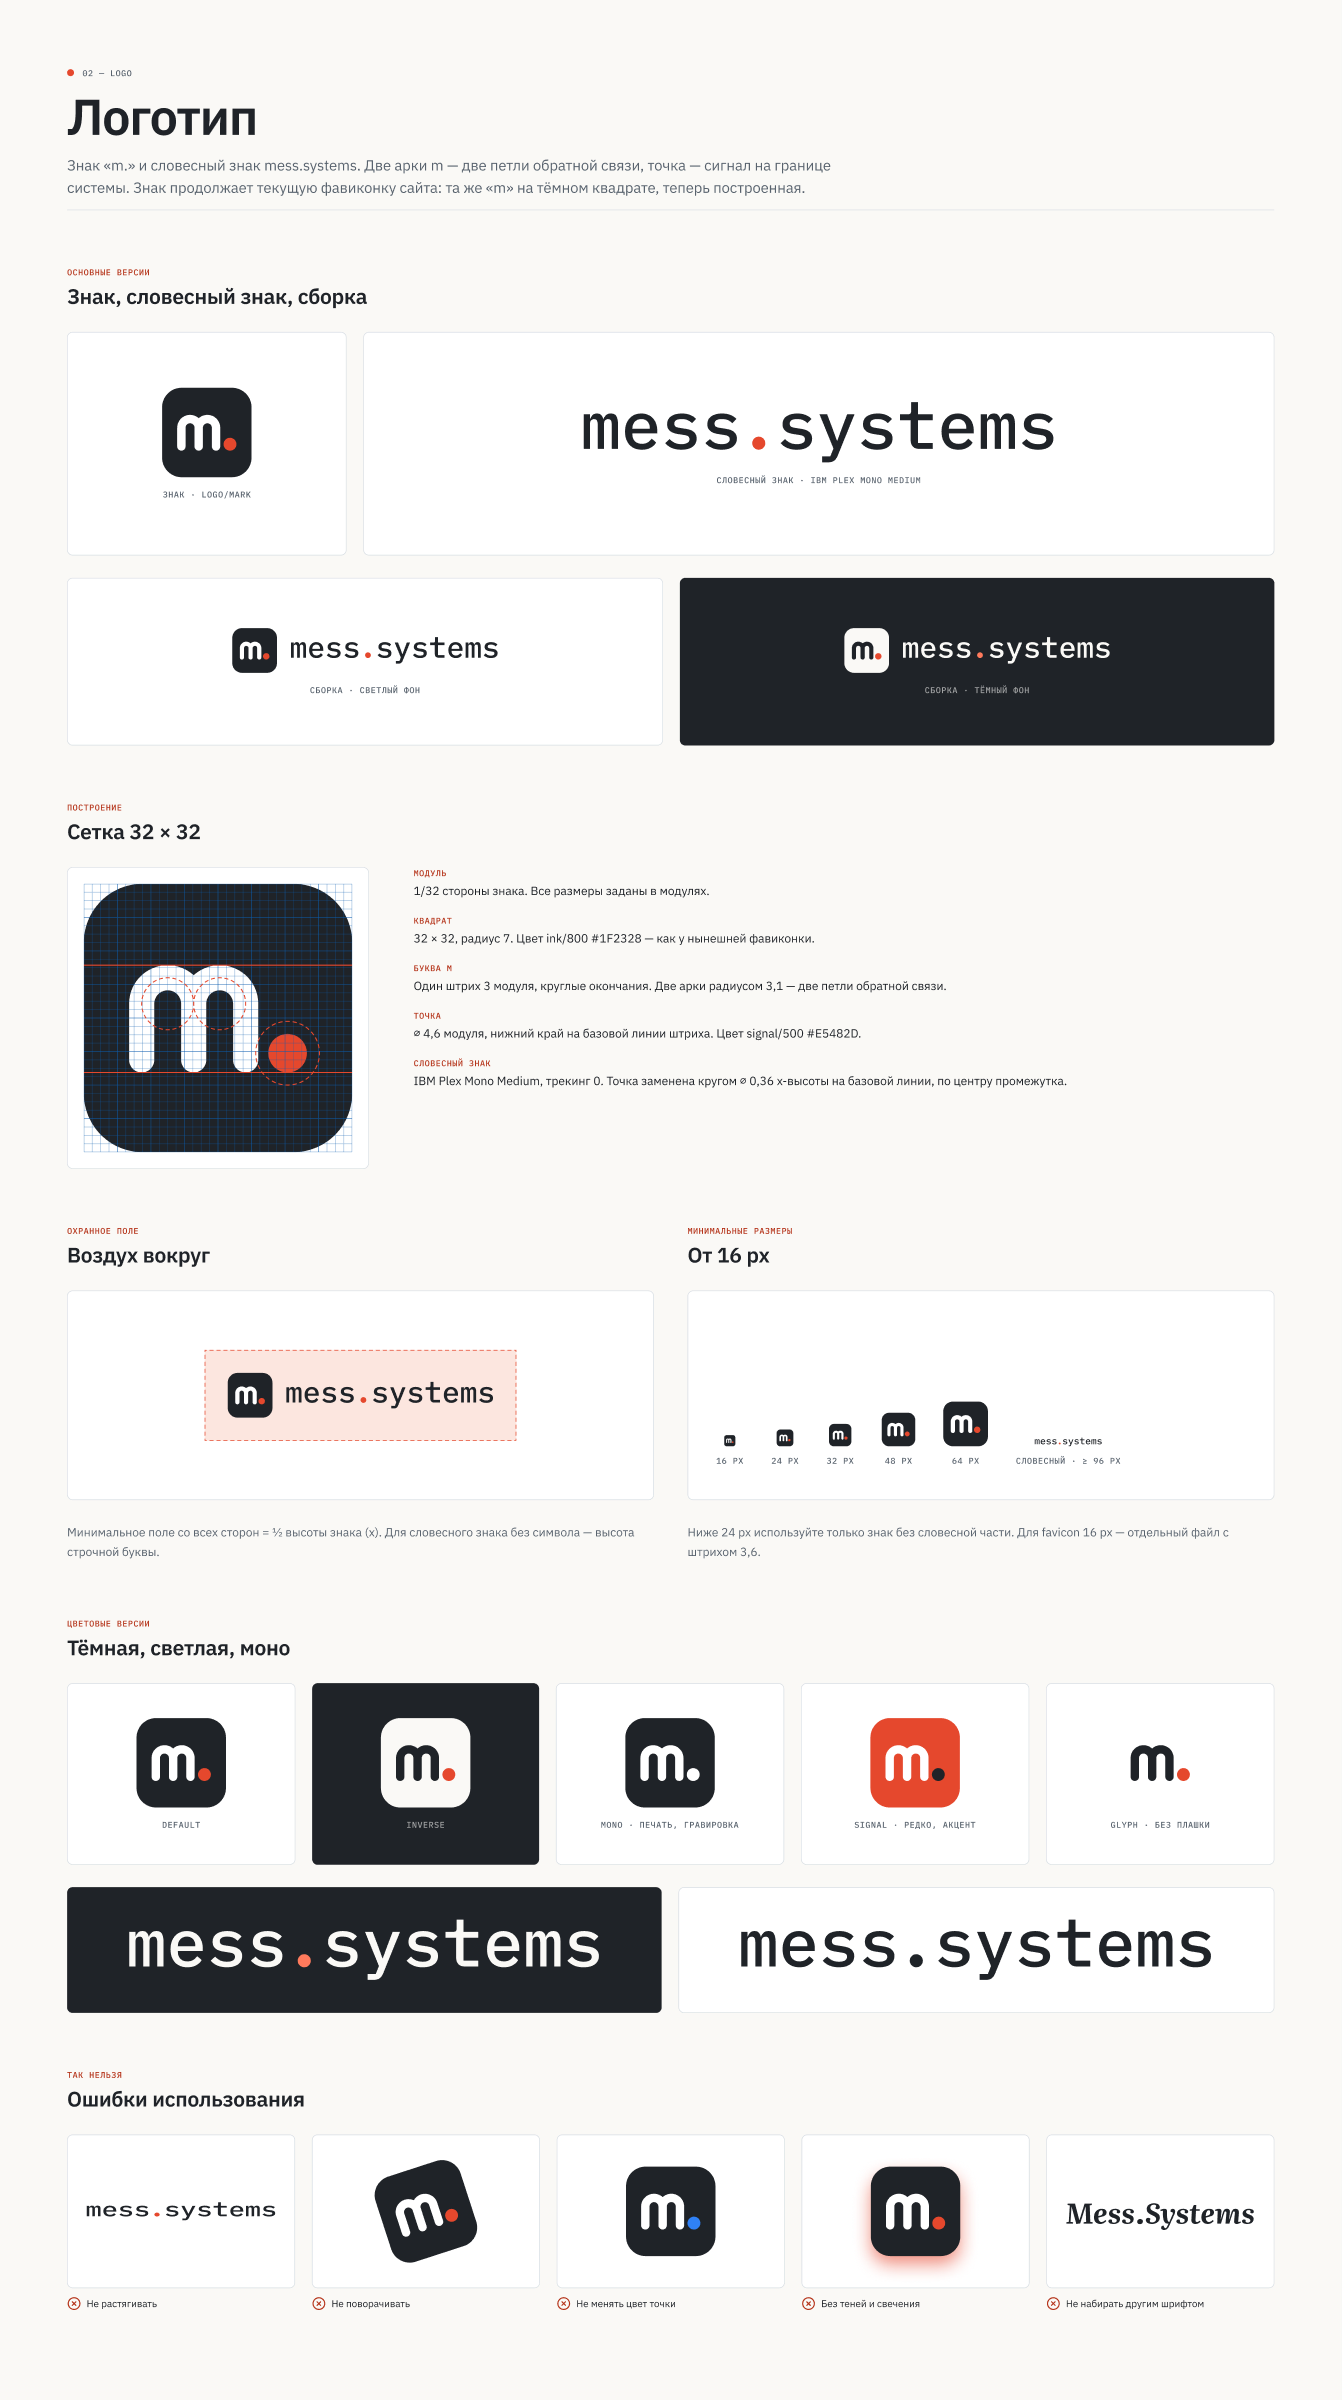 02 — LOGO
Логотип
Знак «m.» и словесный знак mess.systems. Две арки m — две петли обратной связи, точка — сигнал на границе
системы. Знак продолжает текущую фавиконку сайта: та же «m» на тёмном квадрате, теперь построенная.
ОСНОВНЫЕ ВЕРСИИ
Знак, словесный знак, сборка
m.
ЗНАК · LOGO/MARK
mess.systems
СЛОВЕСНЫЙ ЗНАК · IBM PLEX MONO MEDIUM
m. mess.systems
СБОРКА · СВЕТЛЫЙ ФОН
m. mess.systems
СБОРКА · ТЁМНЫЙ ФОН
ПОСТРОЕНИЕ
Сетка 32 × 32
m.
МОДУЛЬ
1/32 стороны знака. Все размеры заданы в модулях.
КВАДРАТ
32 × 32, радиус 7. Цвет ink/800 #1F2328 — как у нынешней фавиконки.
БУКВА М
Один штрих 3 модуля, круглые окончания. Две арки радиусом 3,1 — две петли обратной связи.
ТОЧКА
⌀ 4,6 модуля, нижний край на базовой линии штриха. Цвет signal/500 #E5482D.
СЛОВЕСНЫЙ ЗНАК
IBM Plex Mono Medium, трекинг 0. Точка заменена кругом ⌀ 0,36 x-высоты на базовой линии, по центру промежутка.
ОХРАННОЕ ПОЛЕ
Воздух вокруг
m. mess.systems
Минимальное поле со всех сторон = ½ высоты знака (x). Для словесного знака без символа — высота
строчной буквы.
МИНИМАЛЬНЫЕ РАЗМЕРЫ
От 16 px
m. m. m. m. m. mess.systems
16 PX 24 PX 32 PX 48 PX 64 PX СЛОВЕСНЫЙ · ≥ 96 PX
Ниже 24 px используйте только знак без словесной части. Для favicon 16 px — отдельный файл с
штрихом 3,6.
ЦВЕТОВЫЕ ВЕРСИИ
Тёмная, светлая, моно
m. m. m. m. m.
DEFAULT INVERSE MONO · ПЕЧАТЬ, ГРАВИРОВКА SIGNAL · РЕДКО, АКЦЕНТ GLYPH · БЕЗ ПЛАШКИ
mess.systems
mess.systems
ТАК НЕЛЬЗЯ
Ошибки использования
mess.systems m. m. m. Mess.Systems
Не растягивать
Не поворачивать
Не менять цвет точки
Без теней и свечения
Не набирать другим шрифтом